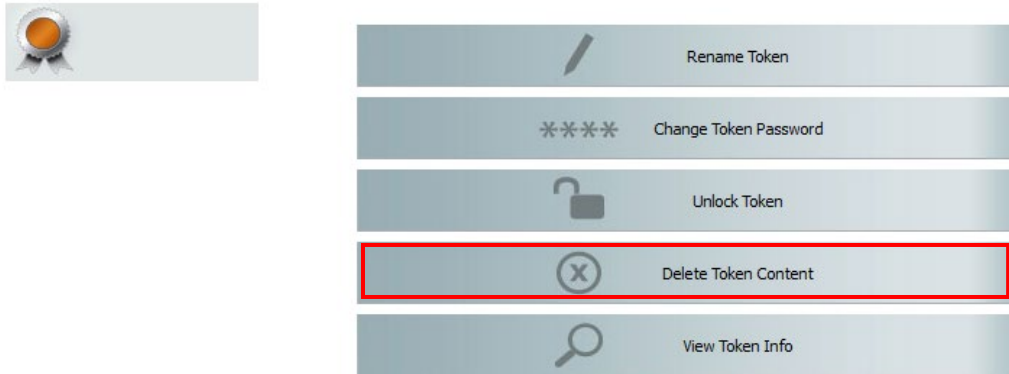 Rename Token
**** Change Token Password
Unlock Token
Delete Token Content
View Token Info